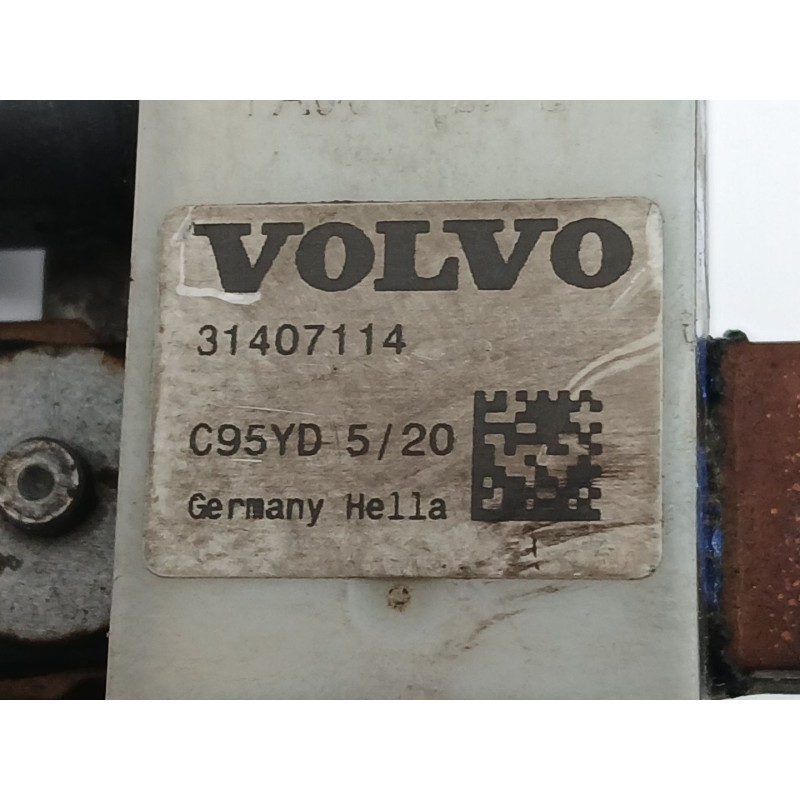 VOLVO
31407114
C95YD 5/20
Germany Hella